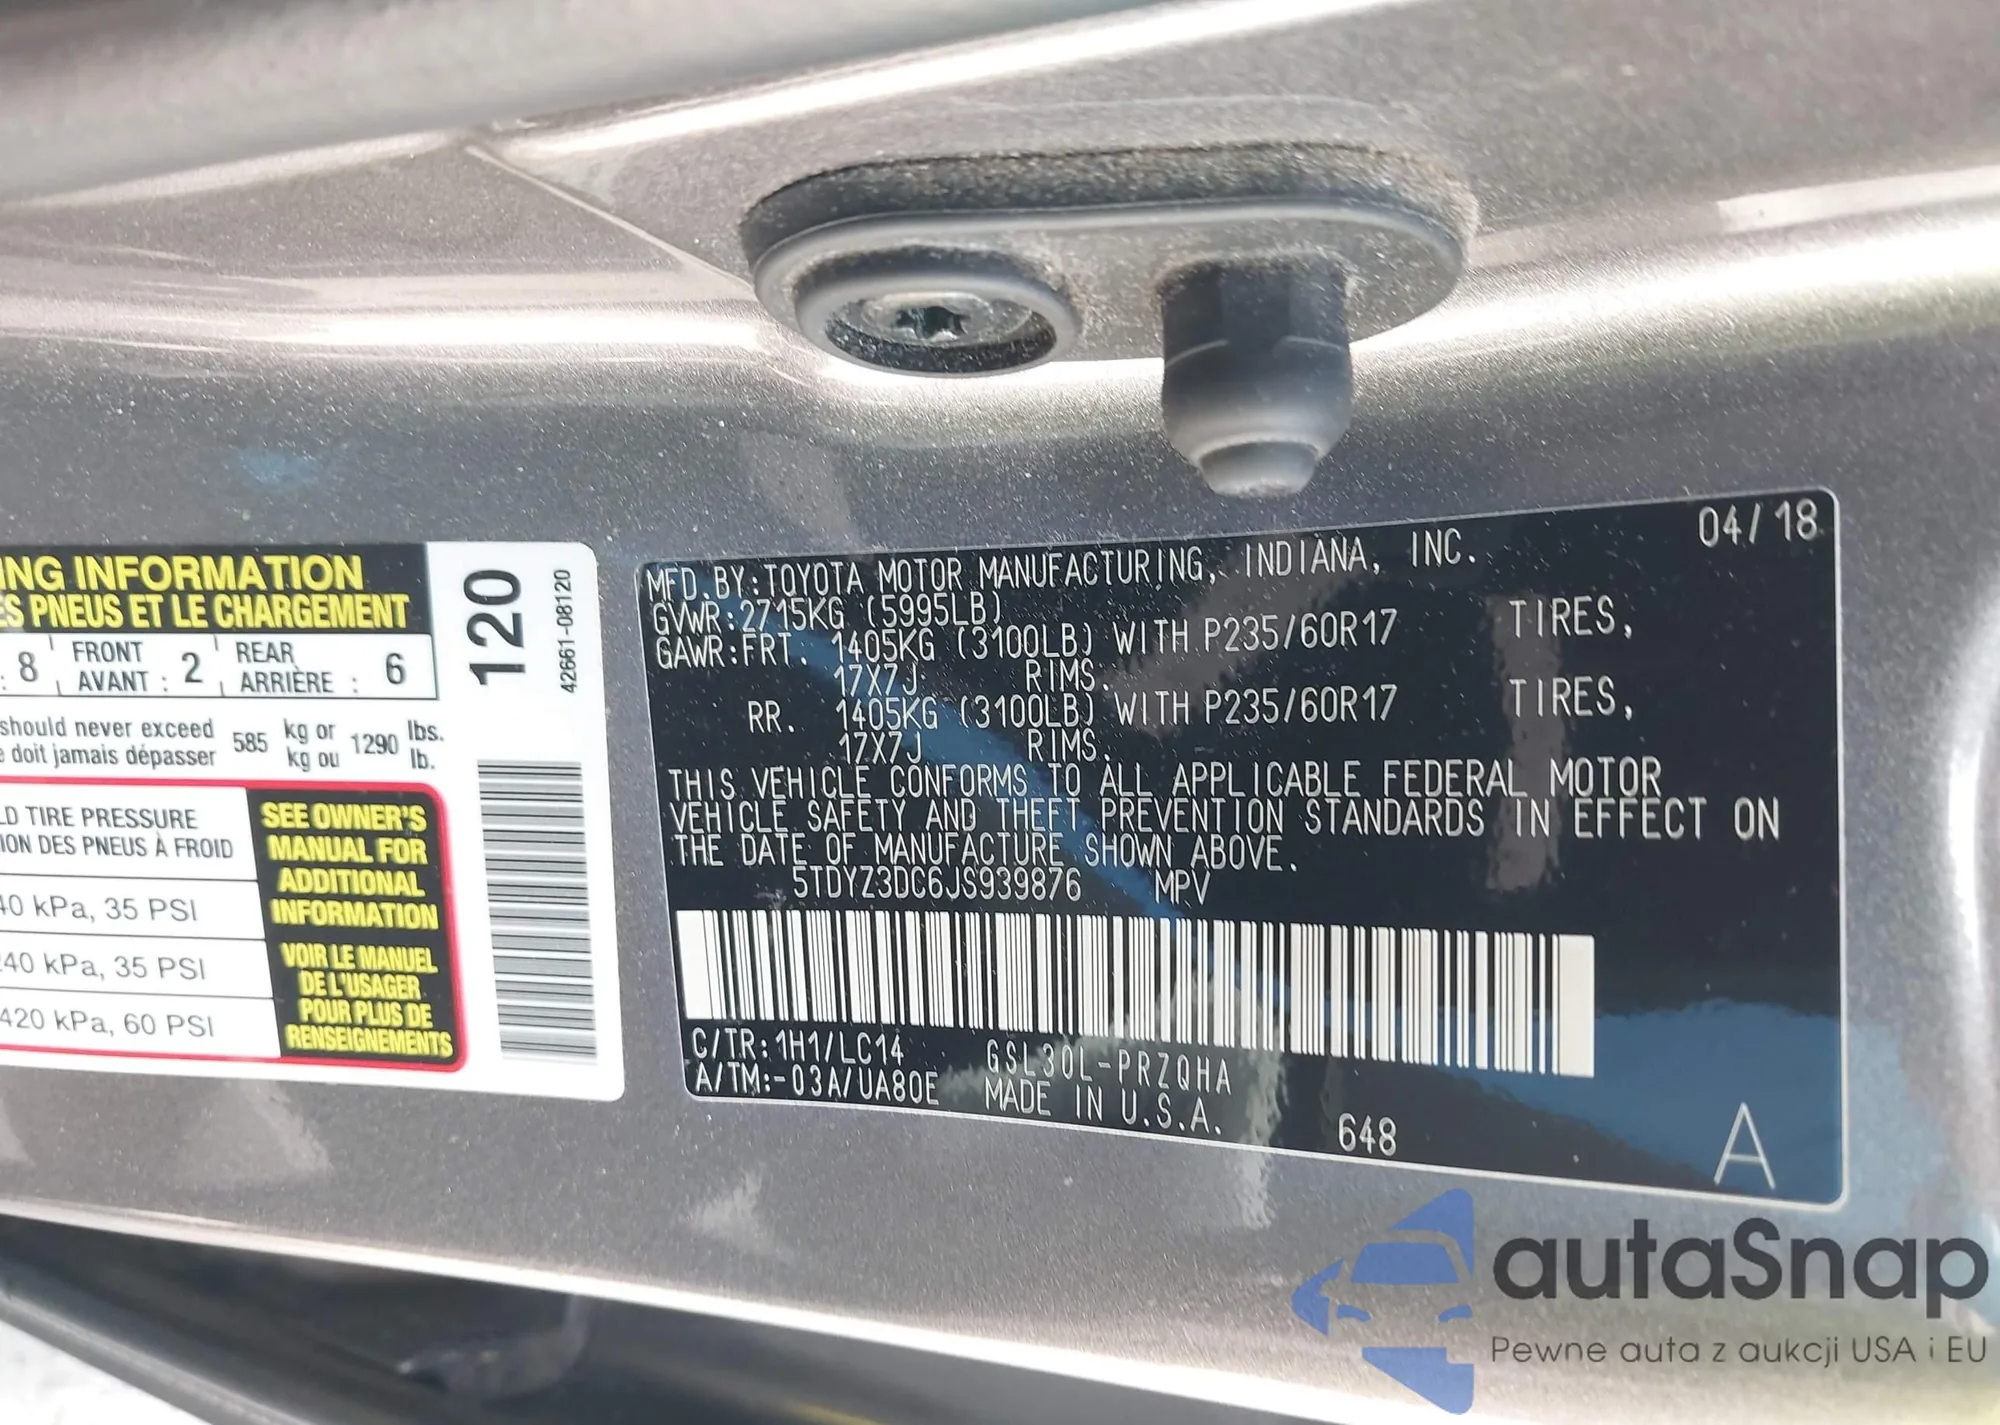 ING INFORMATION
ES PNEUS ET LE CHARGEMENT
: 8 FRONT AVANT : 2 REAR ARRIÈRE : 6
should never exceed 585 kg or 1290 lbs.
e doit jamais dépasser kg ou lb.
LD TIRE PRESSURE
ION DES PNEUS À FROID
40 kPa, 35 PSI
240 kPa, 35 PSI
420 kPa, 60 PSI
SEE OWNER'S
MANUAL FOR
ADDITIONAL
INFORMATION
VOIR LE MANUEL
DE L'USAGER
POUR PLUS DE
RENSEIGNEMENTS
120
42661-08120
04/18
MFD.BY:TOYOTA MOTOR MANUFACTURING, INDIANA, INC.
GVWR:2715KG (5995LB)
GAWR:FRT. 1405KG (3100LB) WITH P235/60R17 TIRES,
17X7J RIMS.
RR. 1405KG (3100LB) WITH P235/60R17 TIRES,
17X7J RIMS.
THIS VEHICLE CONFORMS TO ALL APPLICABLE FEDERAL MOTOR
VEHICLE SAFETY AND THEFT PREVENTION STANDARDS IN EFFECT ON
THE DATE OF MANUFACTURE SHOWN ABOVE.
5TDYZ3DC6JS939876 MPV
C/TR:1H1/LC14 GSL30L-PRZQHA
A/TM:-03A/UA80E MADE IN U.S.A.
648
A
autaSnap
Pewne auta z aukcji USA i EU